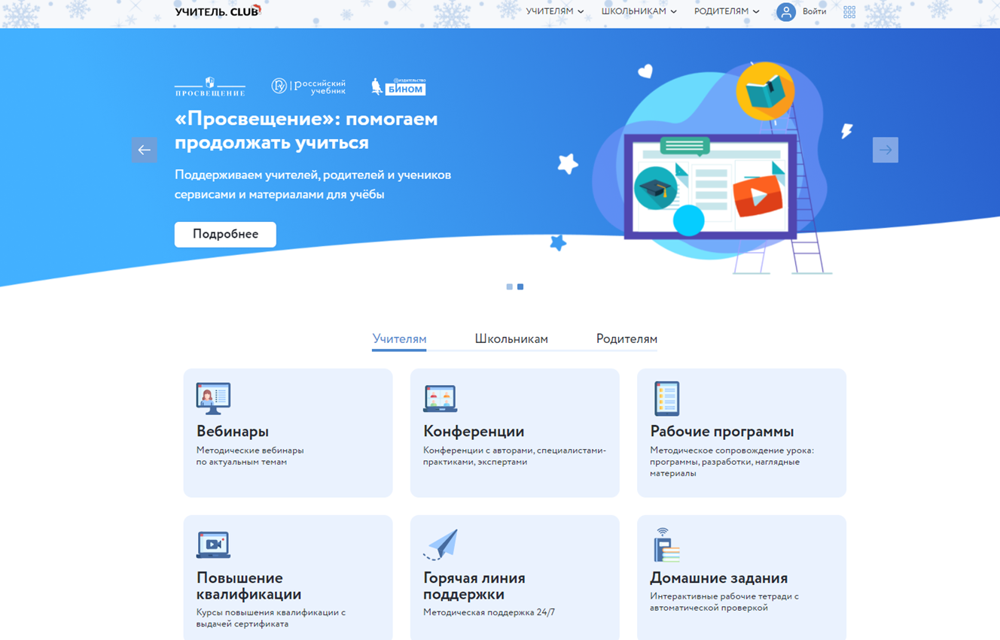 УЧИТЕЛЬ. CLUB
УЧИТЕЛЯМ
ШКОЛЬНИКАМ
РОДИТЕЛЯМ
Войти
ПРОСВЕЩЕНИЕ
российский
учебник
ИЗДАТЕЛЬСТВО
БИНОМ
«Просвещение»: помогаем
продолжать учиться
Поддерживаем учителей, родителей и учеников
сервисами и материалами для учёбы
Подробнее
Учителям
Школьникам
Родителям
Вебинары
Методические вебинары
по актуальным темам
Конференции
Конференции с авторами, специалистами-
практиками, экспертами
Рабочие программы
Методическое сопровождение урока:
программы, разработки, наглядные
материалы
Повышение
квалификации
Курсы повышения квалификации с
выдачей сертификата
Горячая линия
поддержки
Методическая поддержка 24/7
Домашние задания
Интерактивные рабочие тетради с
автоматической проверкой